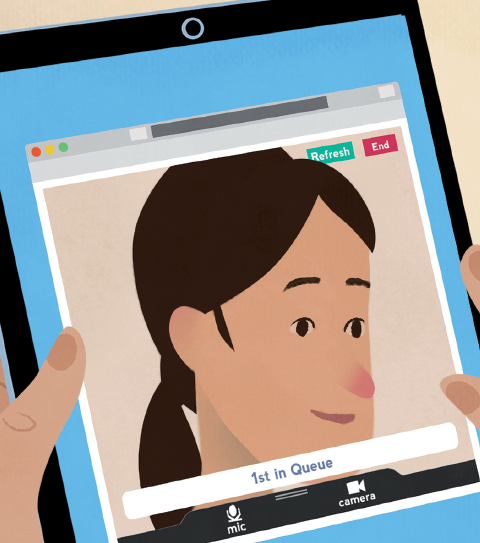 Refresh
End
1st in Queue
mic
camera